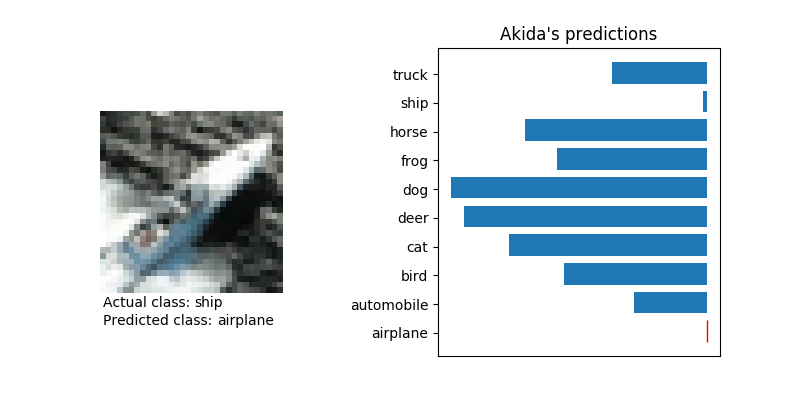 Akida's predictions
truck
ship
horse
frog
dog
deer
cat
bird
automobile
airplane
Actual class: ship
Predicted class: airplane